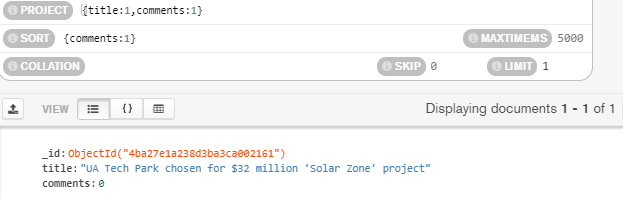 PROJECT {title:1,comments:1}
SORT {comments:1} MAXTIMEMS 5000
COLLATION SKIP 0 LIMIT 1
VIEW {} Displaying documents 1 - 1 of 1
_id:ObjectId("4ba27e1a238d3ba3ca002161")
title:"UA Tech Park chosen for $32 million 'Solar Zone' project"
comments:0